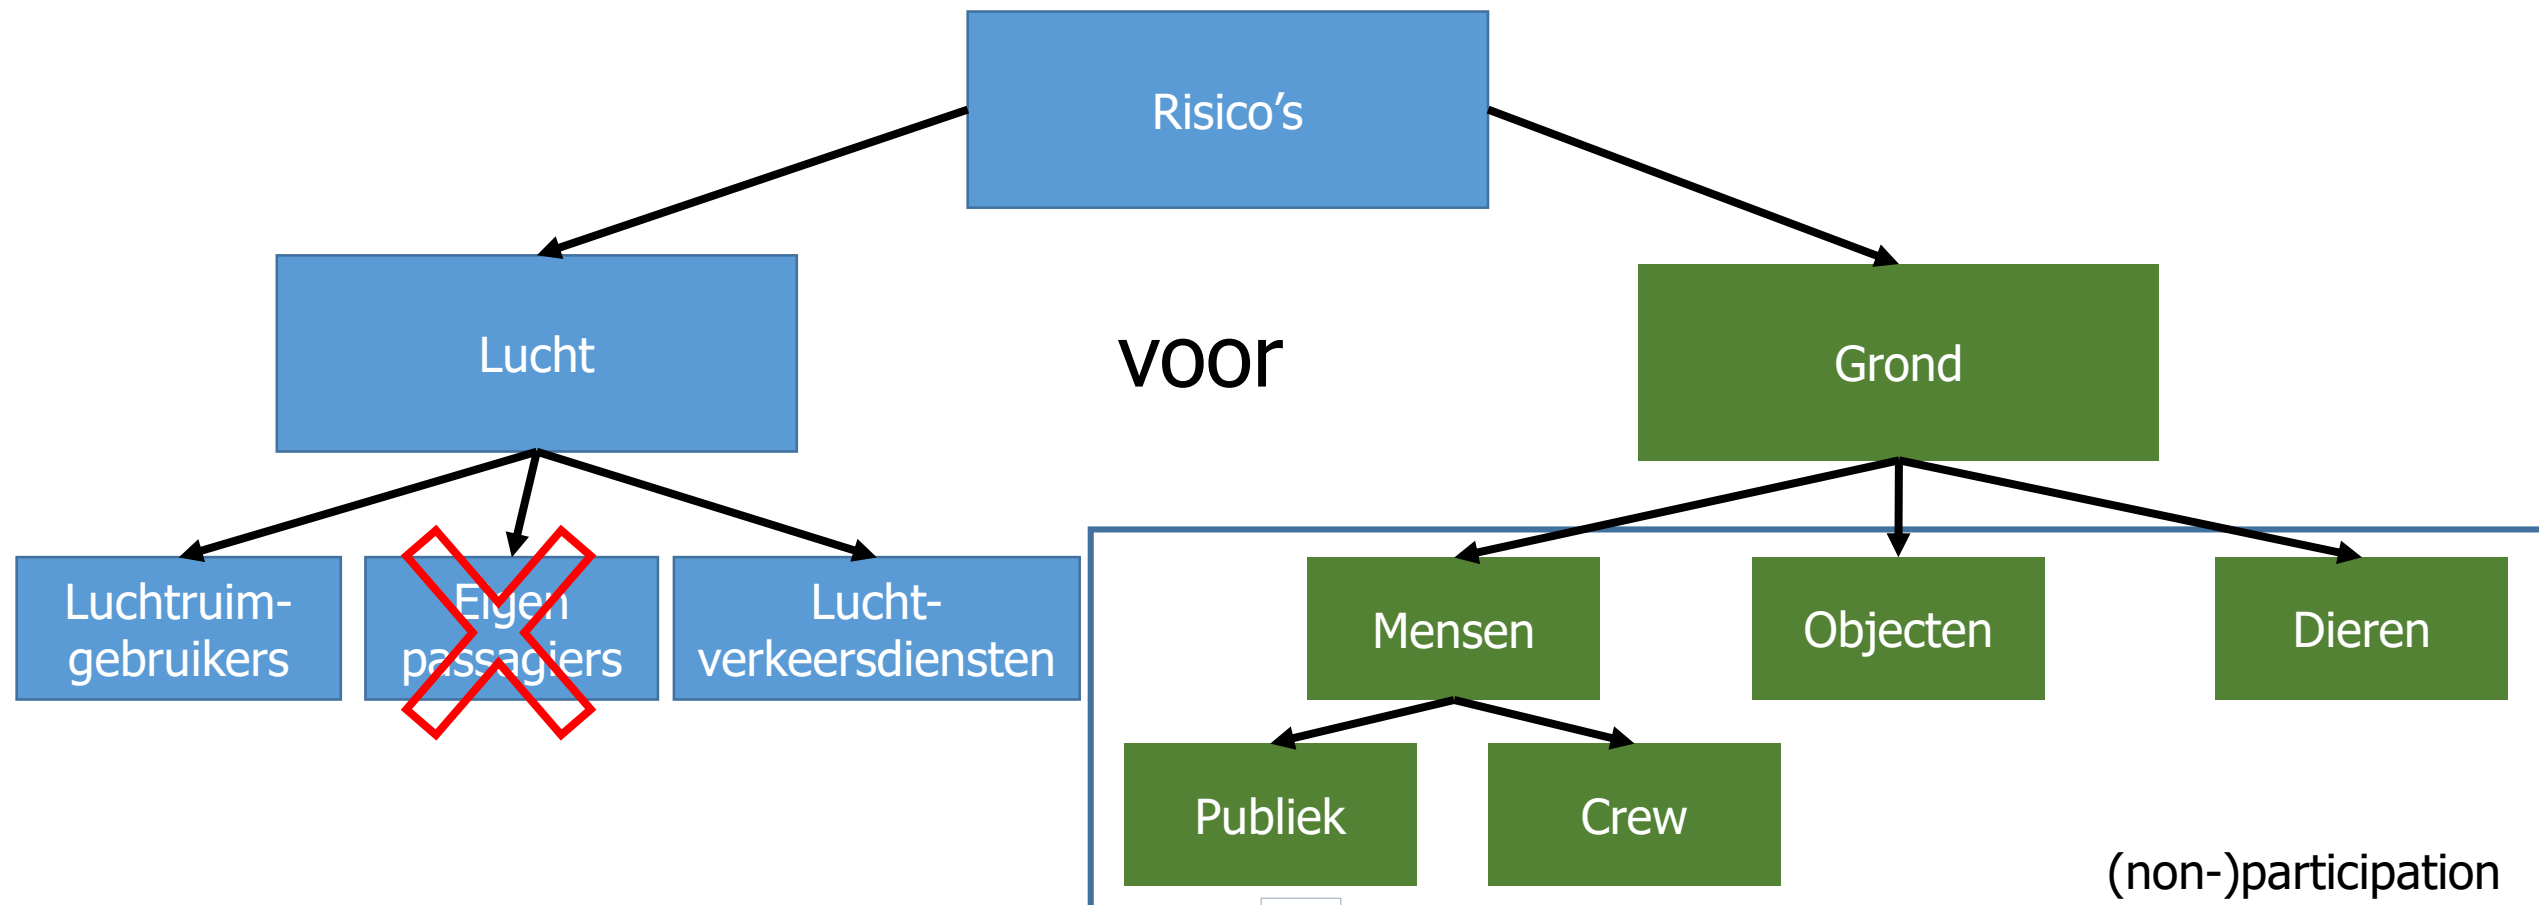 Risico’s
Lucht
voor
Grond
Luchtruim-
gebruikers
Eigen
passagiers
Lucht-
verkeersdiensten
Mensen
Objecten
Dieren
Publiek
Crew
(non-)participation